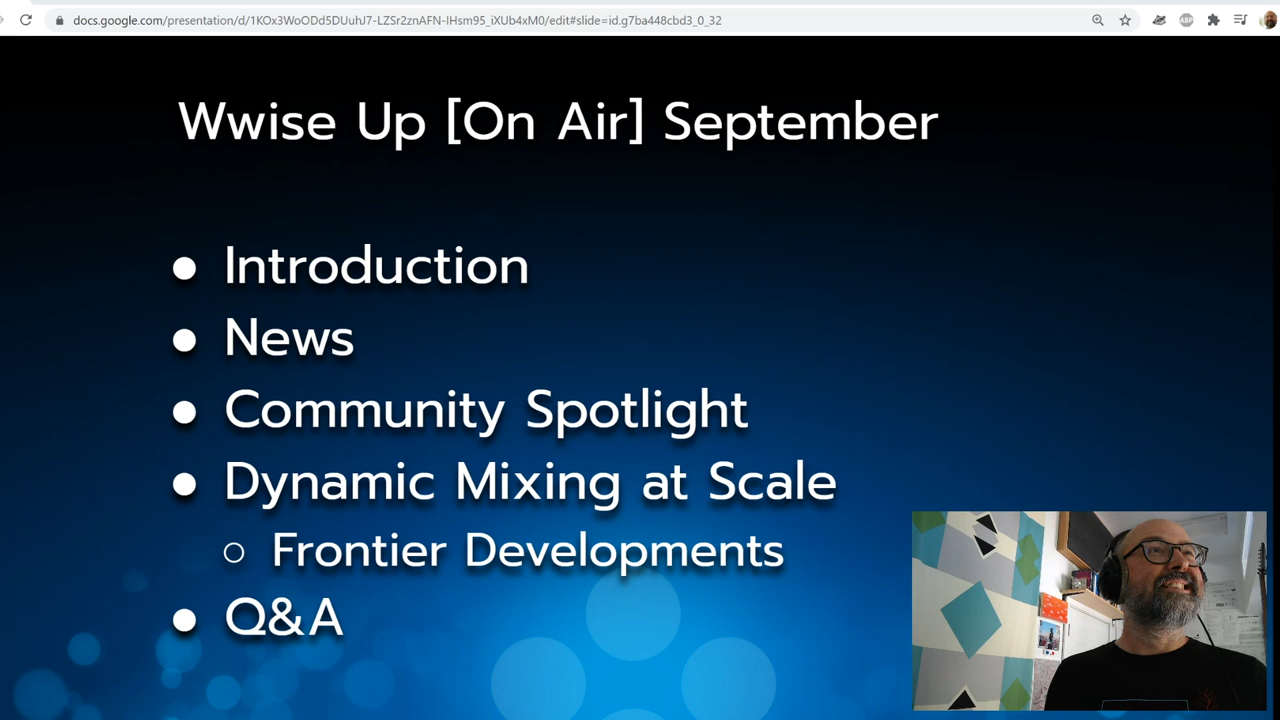 docs.google.com/presentation/d/1KOx3WoODd5DUuhJ7-LZSr2znAFN-IHsm95_iXUb4xM0/edit#slide=id.g7ba448cbd3_0_32
ABP
Wwise Up [On Air] September
● Introduction
● News
● Community Spotlight
● Dynamic Mixing at Scale
○ Frontier Developments
● Q&A